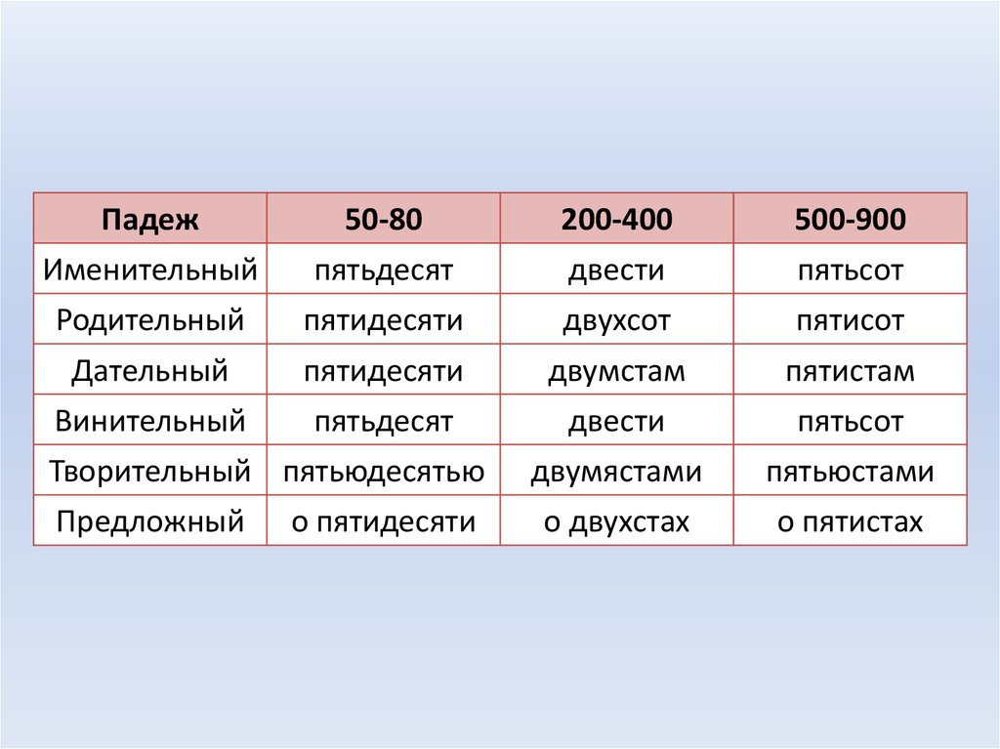 Падеж 50-80 200-400 500-900
Именительный пятьдесят двести пятьсот
Родительный пятидесяти двухсот пятисот
Дательный пятидесяти двумстам пятистам
Винительный пятьдесят двести пятьсот
Творительный пятьюдесятью двумястами пятьюстами
Предложный о пятидесяти о двухстах о пятистах